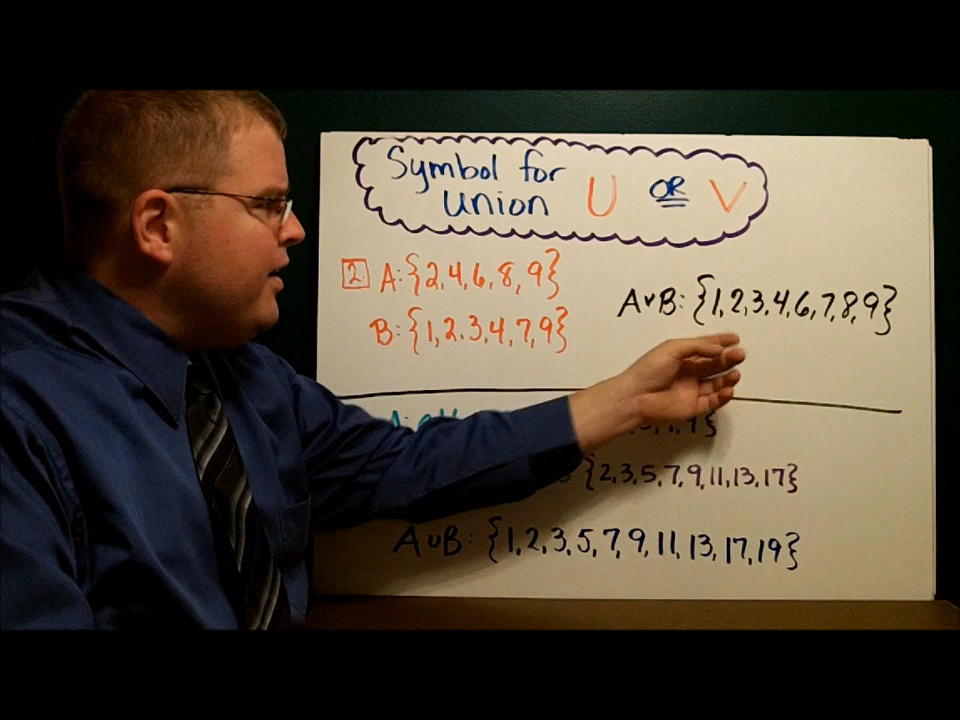 Symbol for
Union U OR V
2 A:{2,4,6,8,9}
B:{1,2,3,4,7,9}
AvB:{1,2,3,4,6,7,8,9}
A:
{2,3,5,7,9,11,13,17}
AuB:{1,2,3,5,7,9,11,13,17,19}